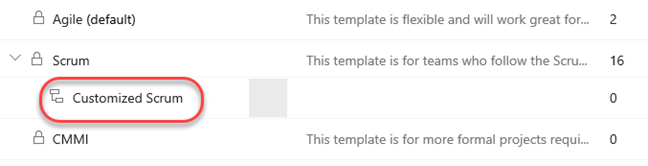 Agile (default) This template is flexible and will work great for... 2
Scrum This template is for teams who follow the Scru... 16
Customized Scrum 0
CMMI This template is for more formal projects requi... 0